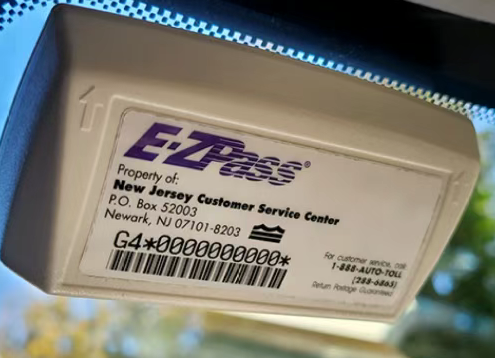 E-ZPass®
Property of:
New Jersey Customer Service Center
P.O. Box 52003
Newark, NJ 07101-8203
G4*0000000000*
For customer service, call
1-888-AUTO-TOLL
(288-6865)
Return Postage Guaranteed